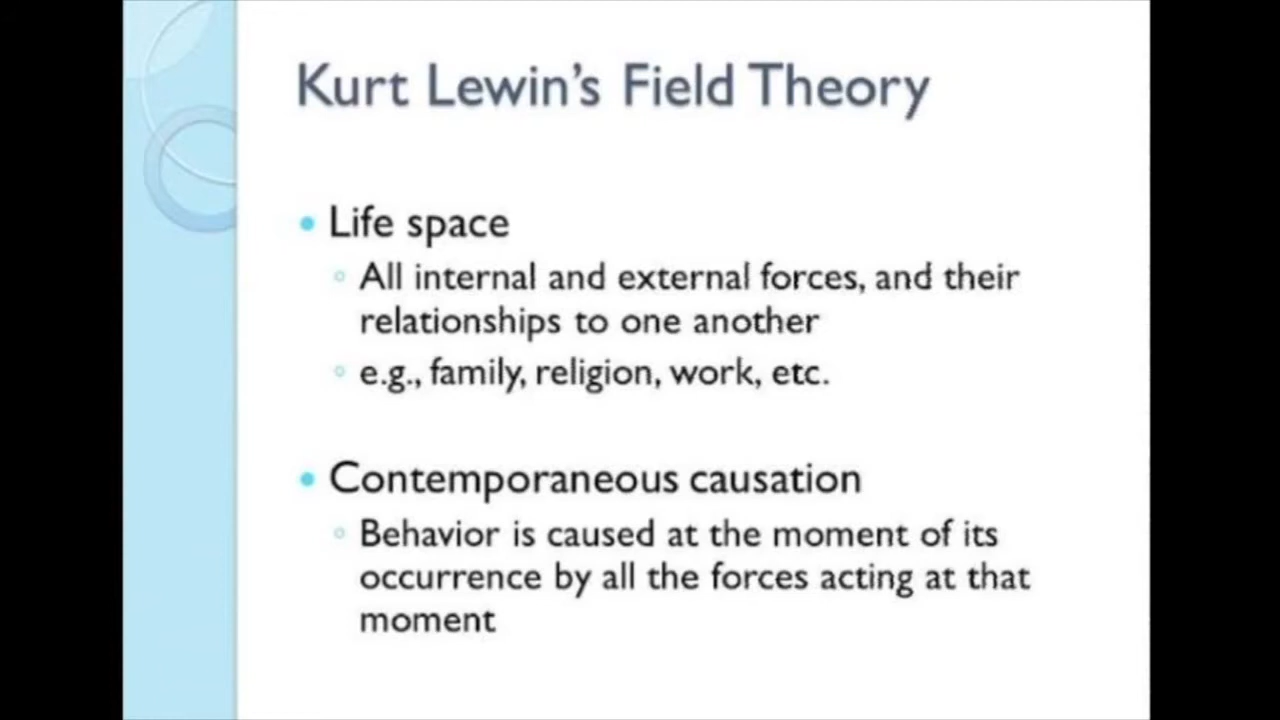 Kurt Lewin’s Field Theory
Life space
All internal and external forces, and their
relationships to one another
e.g., family, religion, work, etc.
Contemporaneous causation
Behavior is caused at the moment of its
occurrence by all the forces acting at that
moment